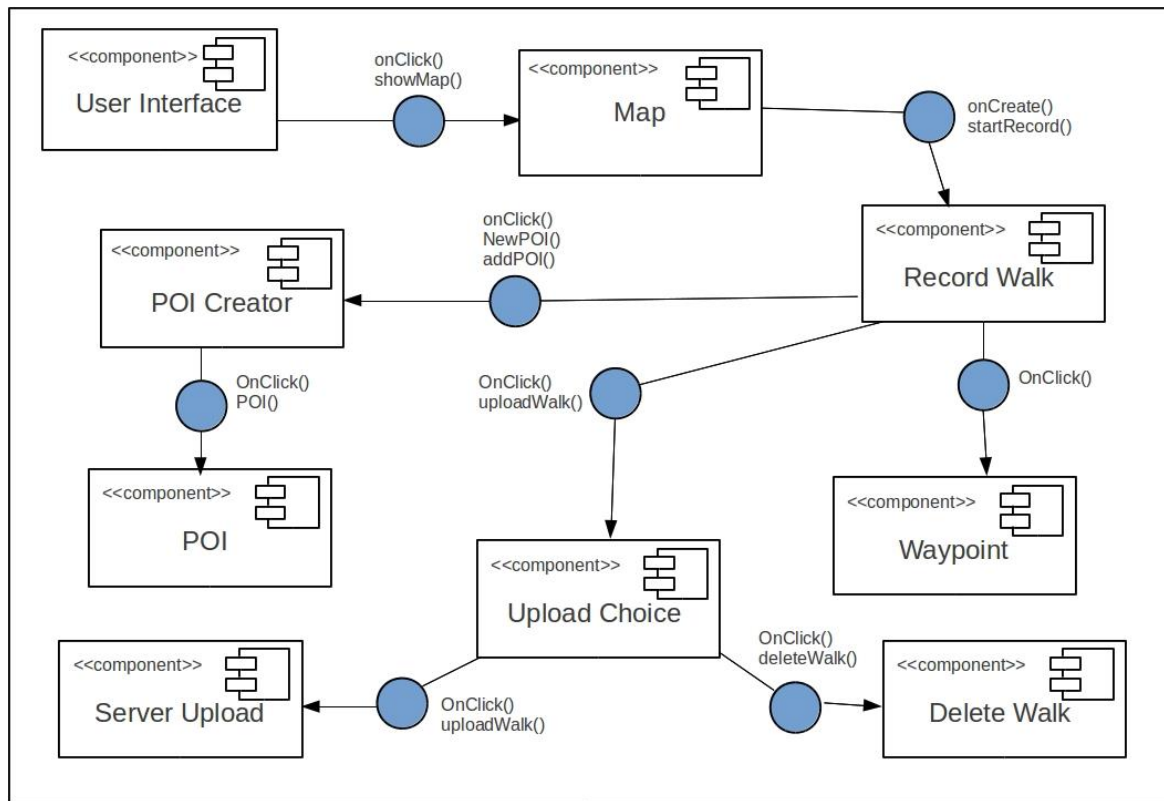 <<component>>
User Interface
onClick()
showMap()
<<component>>
Map
onCreate()
startRecord()
<<component>>
POI Creator
onClick()
NewPOI()
addPOI()
<<component>>
Record Walk
OnClick()
POI()
OnClick()
uploadWalk()
OnClick()
<<component>>
POI
<<component>>
Waypoint
<<component>>
Upload Choice
<<component>>
Server Upload
OnClick()
uploadWalk()
OnClick()
deleteWalk()
<<component>>
Delete Walk